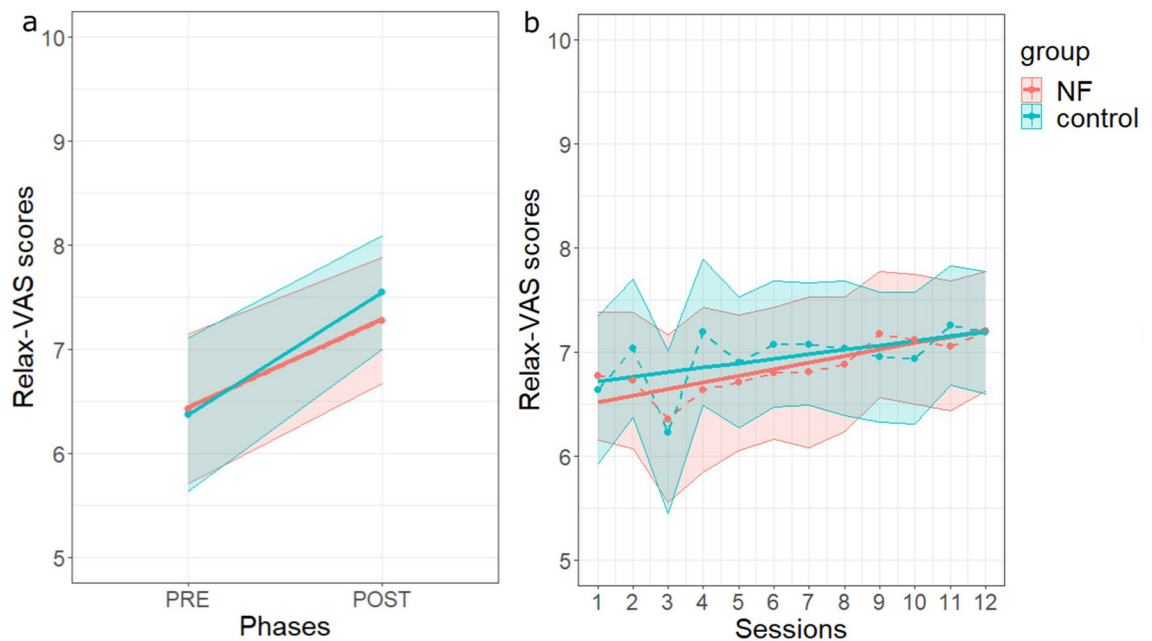 a
10
9
8
7
6
5
Relax-VAS scores
PRE POST
Phases
b
10
9
8
7
6
5
Relax-VAS scores
1 2 3 4 5 6 7 8 9 10 11 12
Sessions
group
NF
control